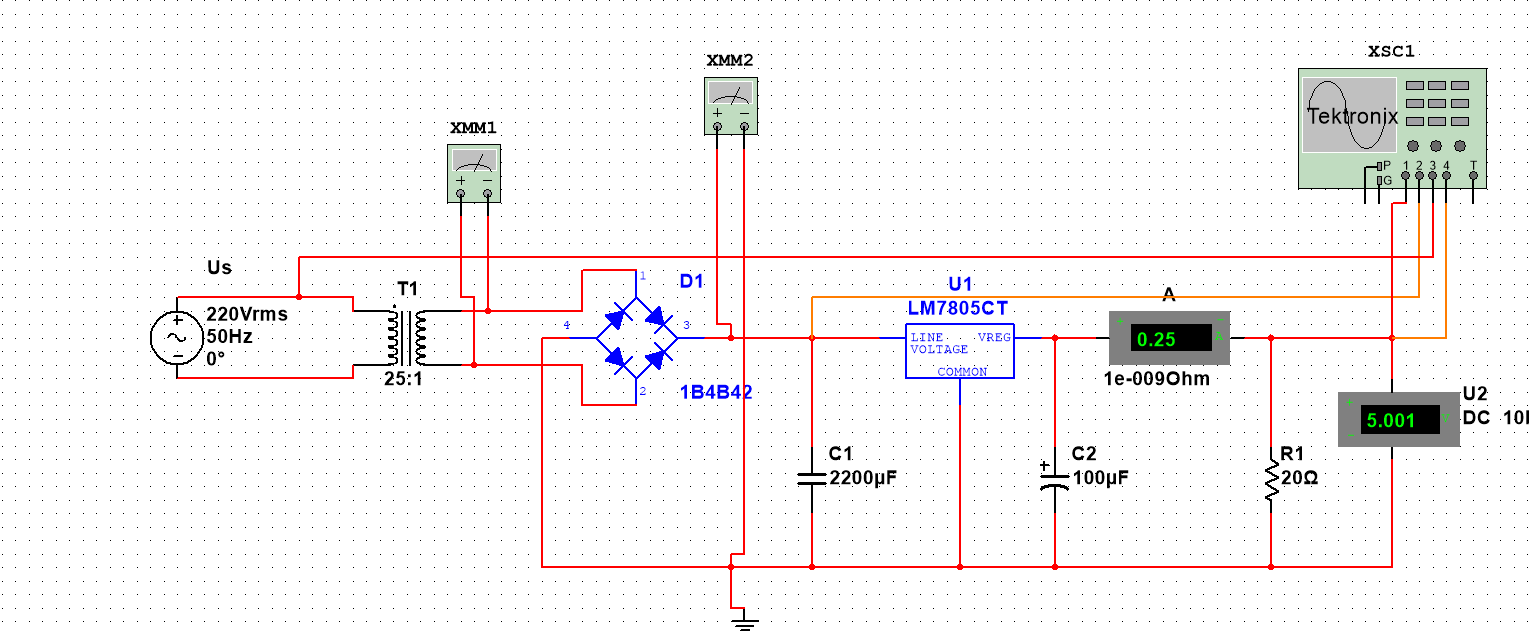 XSC1
XMM2
Tektronix
XMM1
P
G
1 2 3 4 T
Us
220Vrms
50Hz
0°
T1
25:1
1
D1
4
3
2
1B4B42
U1
LM7805CT
LINE
VOLTAGE
VREG
COMMON
A
0.25
1e-009Ohm
U2
DC 10
5.001
V
C1
2200µF
C2
100µF
R1
20Ω